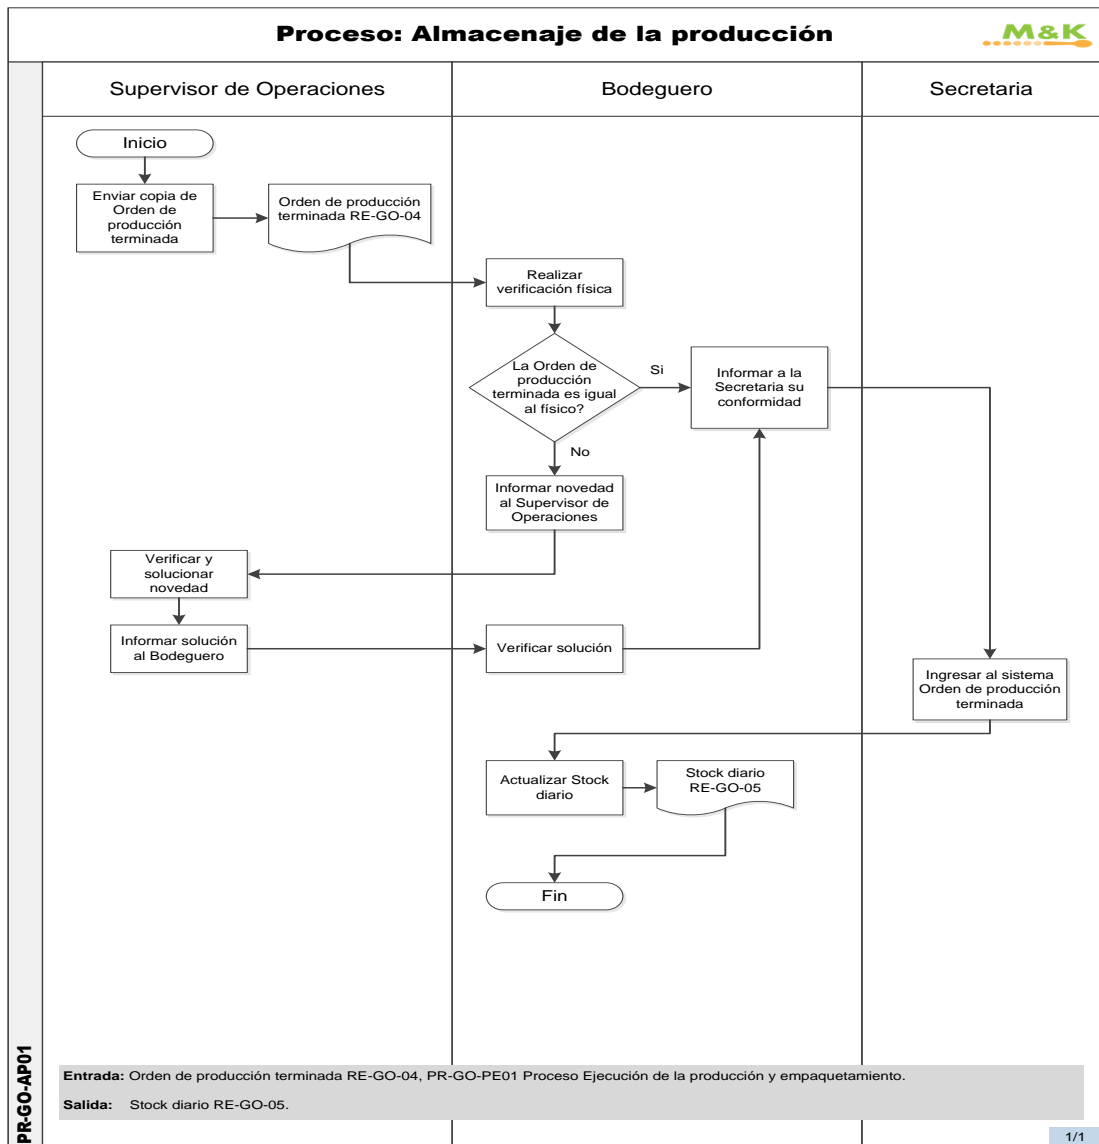 Proceso: Almacenaje de la producción
M&K
Supervisor de Operaciones
Bodeguero
Secretaria
Inicio
Enviar copia de
Orden de
producción
terminada
Orden de producción
terminada RE-GO-04
Realizar
verificación física
La Orden de
producción
terminada es igual
al físico?
Si
Informar a la
Secretaria su
conformidad
No
Informar novedad
al Supervisor de
Operaciones
Verificar y
solucionar
novedad
Informar solución
al Bodeguero
Verificar solución
Ingresar al sistema
Orden de producción
terminada
Actualizar Stock
diario
Stock diario
RE-GO-05
Fin
PR-GO-AP01
Entrada: Orden de producción terminada RE-GO-04, PR-GO-PE01 Proceso Ejecución de la producción y empaquetamiento.
Salida: Stock diario RE-GO-05.
1/1